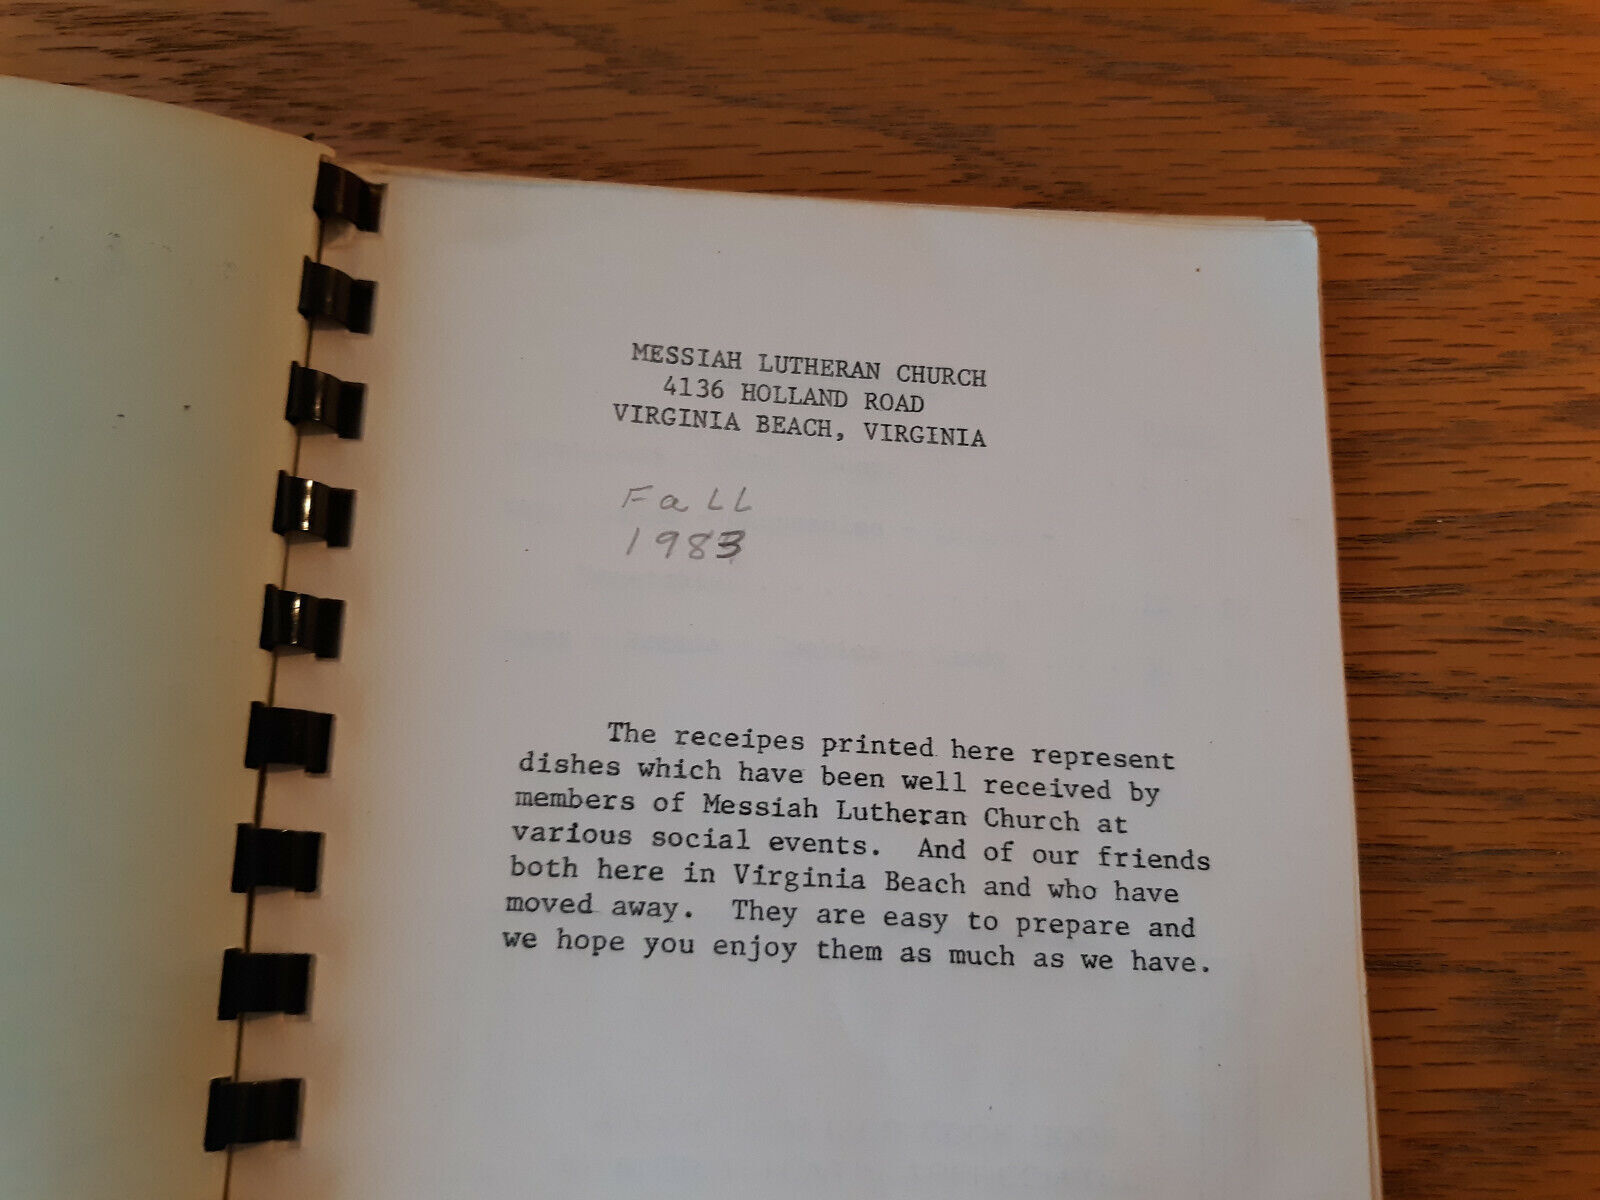 MESSIAH LUTHERAN CHURCH
4136 HOLLAND ROAD
VIRGINIA BEACH, VIRGINIA
Fall
1983
The receipes printed here represent
dishes which have been well received by
members of Messiah Lutheran Church at
various social events. And of our friends
both here in Virginia Beach and who have
moved away. They are easy to prepare and
we hope you enjoy them as much as we have.